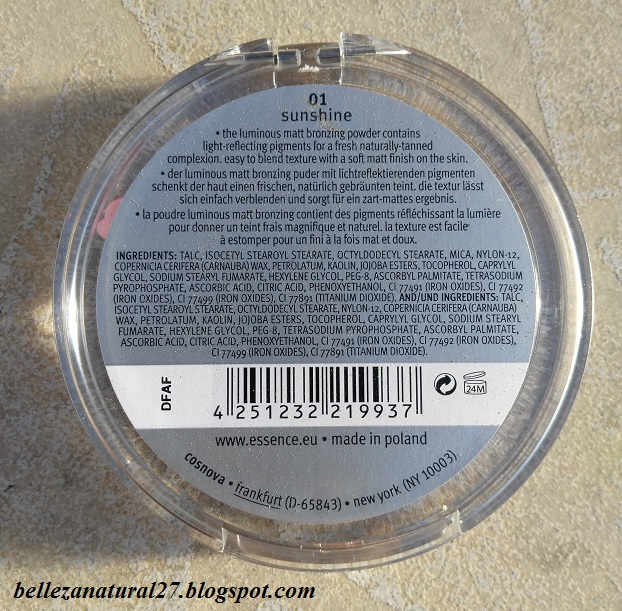 01
sunshine
• the luminous matt bronzing powder contains
light-reflecting pigments for a fresh naturally-tanned
complexion. easy to blend texture with a soft matt finish on the skin.
• der luminous matt bronzing puder mit lichtreflektierenden pigmenten
schenkt der haut einen frischen, natürlich gebräunten teint. die textur lässt
sich einfach verblenden und sorgt für ein zart-mattes ergebnis.
• la poudre luminous matt bronzing contient des pigments réfléchissant la lumière
pour donner un teint frais magnifique et naturel. la texture est facile
à estomper pour un fini à la fois mat et doux.
INGREDIENTS: TALC, ISOCETYL STEAROYL STEARATE, OCTYLDODECYL STEARATE, MICA, NYLON-12,
COPERNICIA CERIFERA (CARNAUBA) WAX, PETROLATUM, KAOLIN, JOJOBA ESTERS, TOCOPHEROL, CAPRYLYL
GLYCOL, SODIUM STEARYL FUMARATE, HEXYLENE GLYCOL, PEG-8, ASCORBYL PALMITATE, TETRASODIUM
PYROPHOSPHATE, ASCORBIC ACID, CITRIC ACID, PHENOXYETHANOL, CI 77491 (IRON OXIDES), CI 77492
(IRON OXIDES), CI 77499 (IRON OXIDES), CI 77891 (TITANIUM DIOXIDE). AND/UND INGREDIENTS: TALC,
ISOCETYL STEAROYL STEARATE, OCTYLDODECYL STEARATE, NYLON-12, COPERNICIA CERIFERA (CARNAUBA)
WAX, PETROLATUM, KAOLIN, JOJOBA ESTERS, TOCOPHEROL, CAPRYLYL GLYCOL, SODIUM STEARYL
FUMARATE, HEXYLENE GLYCOL, PEG-8, TETRASODIUM PYROPHOSPHATE, ASCORBYL PALMITATE,
ASCORBIC ACID, CITRIC ACID, PHENOXYETHANOL, CI 77491 (IRON OXIDES), CI 77492 (IRON OXIDES),
CI 77499 (IRON OXIDES), CI 77891 (TITANIUM DIOXIDE).
DFAF
4 251232 219937
24M
www.essence.eu • made in poland
cosnova • frankfurt (D-65843) • new york (NY 10003)
bellezanatural27.blogspot.com